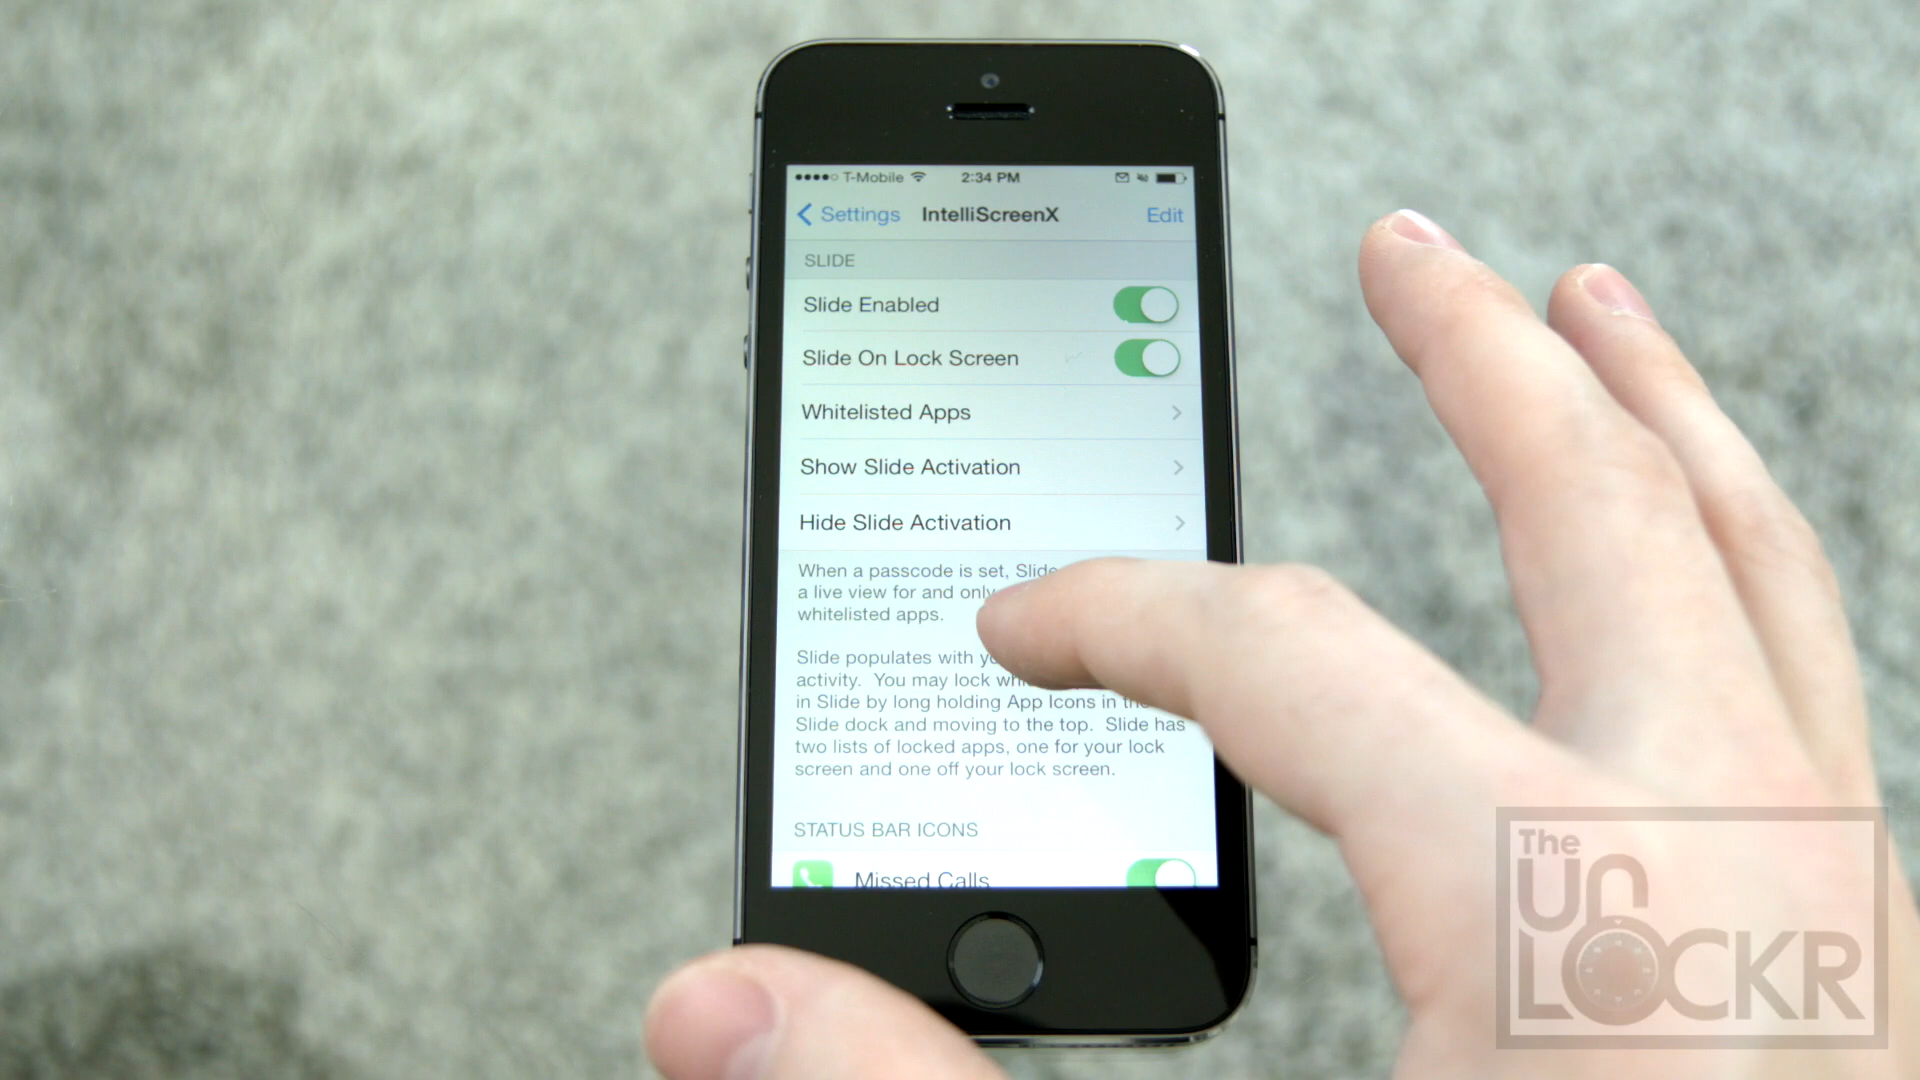 T-Mobile 2:34 PM
Settings IntelliScreenX Edit
SLIDE
Slide Enabled
Slide On Lock Screen
Whitelisted Apps
Show Slide Activation
Hide Slide Activation
When a passcode is set, Slide
a live view for and only
whitelisted apps.
Slide populates with
activity.  You may lock
in Slide by long holding App Icons in the
Slide dock and moving to the top.  Slide has
two lists of locked apps, one for your lock
screen and one off your lock screen.
STATUS BAR ICONS
Missed Calls
The
UN
LOCKR